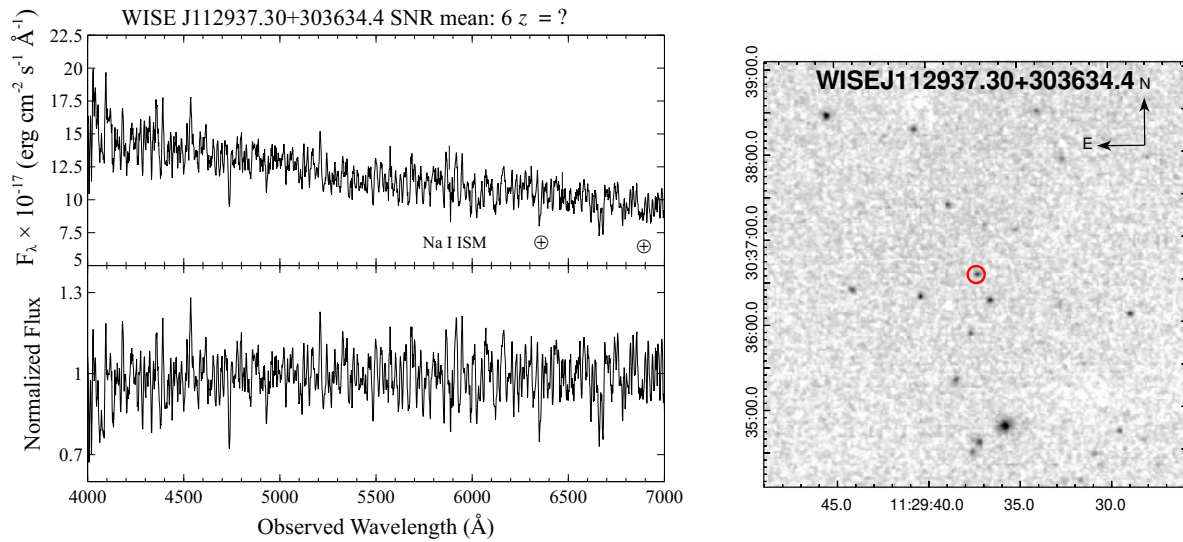 WISE J112937.30+303634.4 SNR mean: 6 z = ?
22.5
20
17.5
15
12.5
10
7.5
5
F_λ × 10^-17 (erg cm^-2 s^-1 Å^-1)
Na I ISM ⊕ ⊕
1.3
1
0.7
Normalized Flux
4000 4500 5000 5500 6000 6500 7000
Observed Wavelength (Å)
WISEJ112937.30+303634.4
N
E
39:00.0
38:00.0
30:37:00.0
36:00.0
35:00.0
45.0 11:29:40.0 35.0 30.0